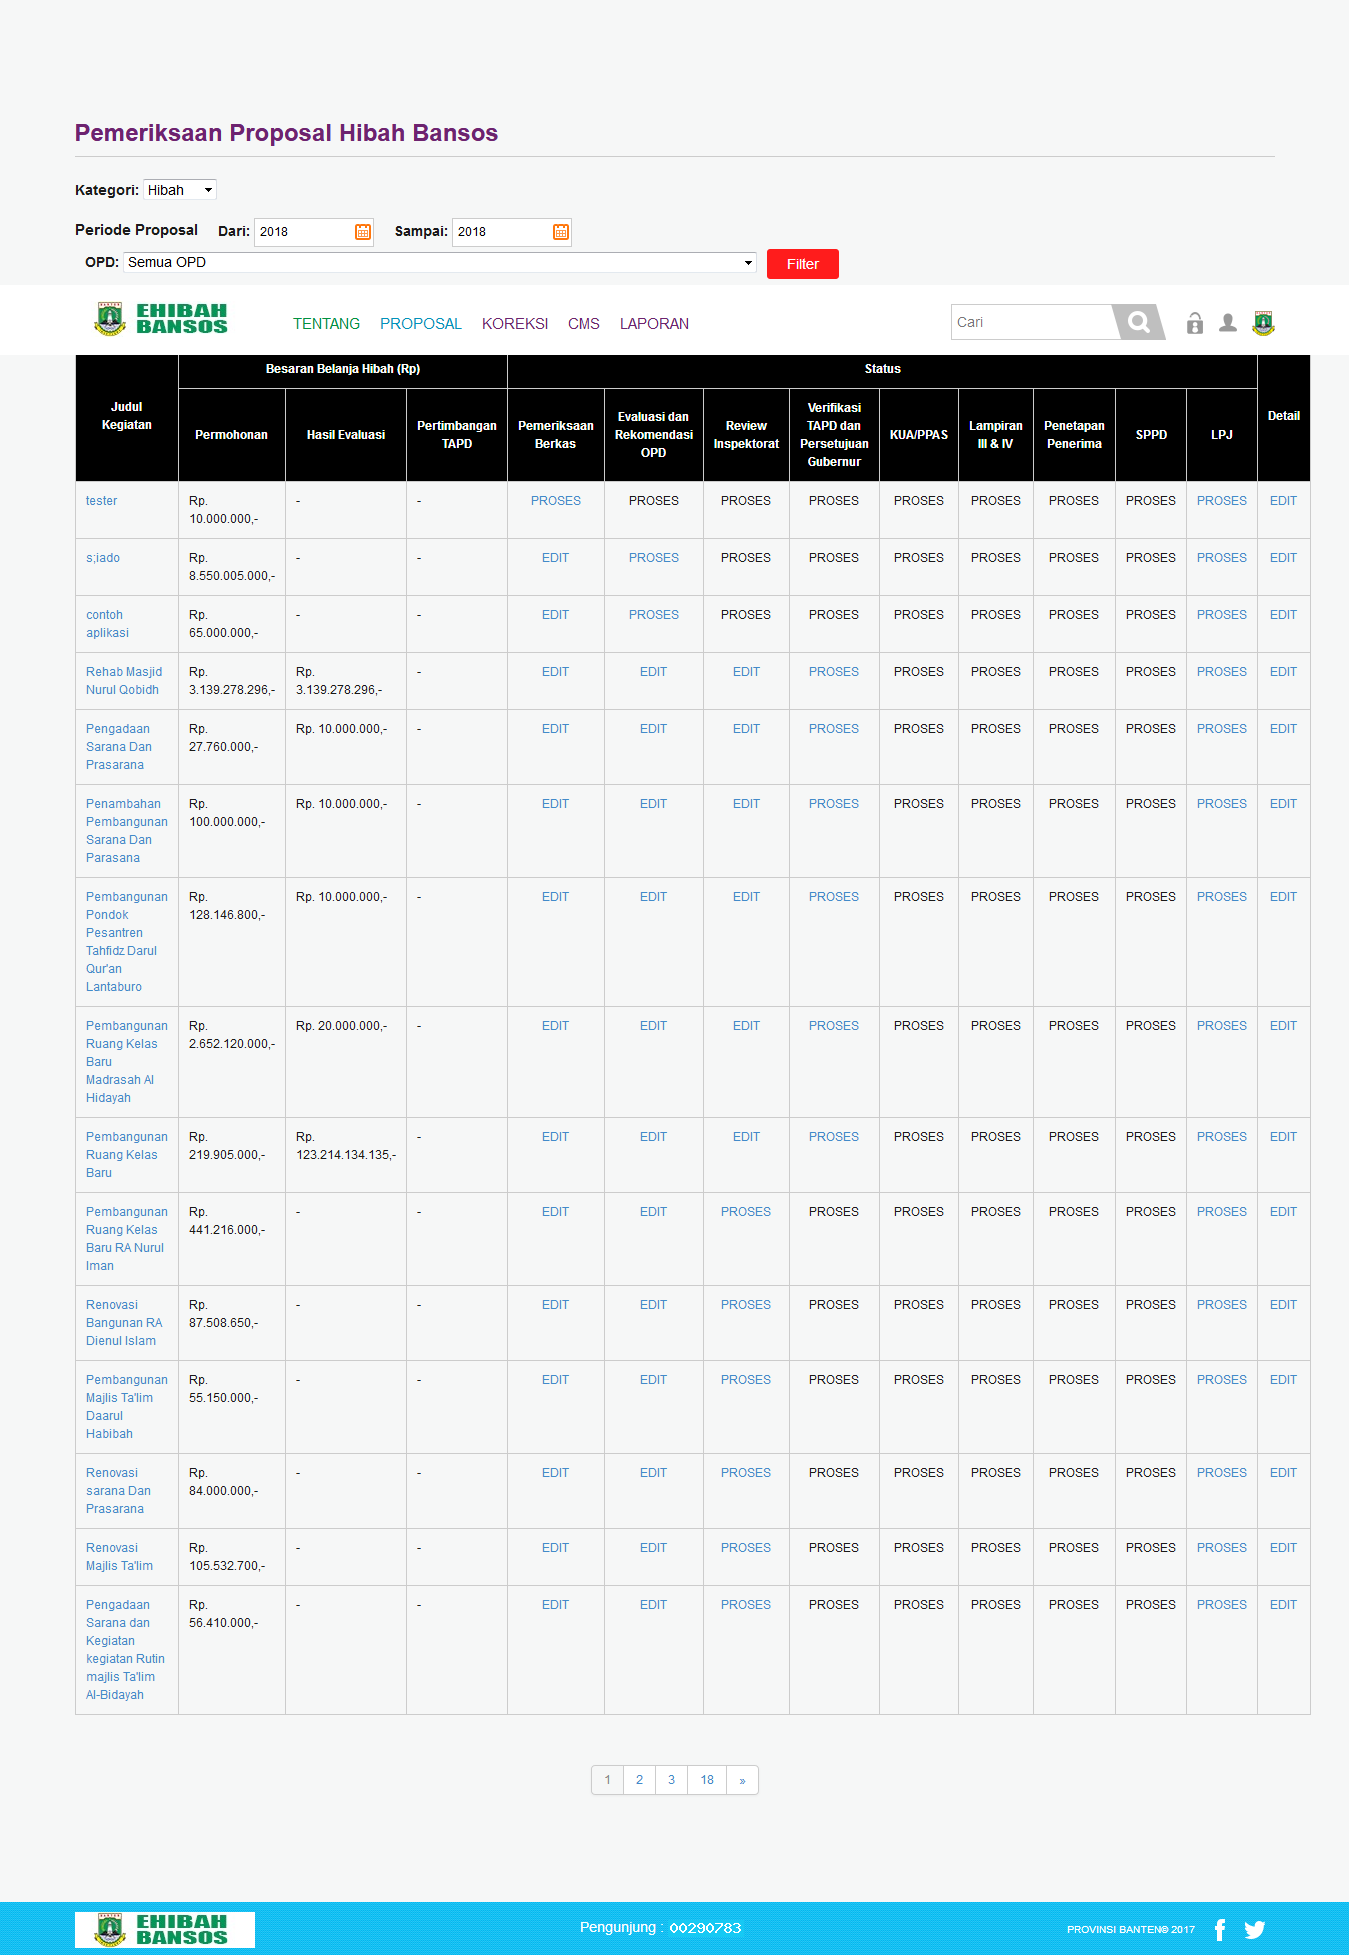 Pemeriksaan Proposal Hibah Bansos
Kategori: Hibah
Periode Proposal Dari: 2018 Sampai: 2018
OPD: Semua OPD Filter
EHIBAH BANSOS TENTANG PROPOSAL KOREKSI CMS LAPORAN Cari
Judul Kegiatan Besaran Belanja Hibah (Rp) Status Detail
Permohonan Hasil Evaluasi Pertimbangan TAPD Pemeriksaan Berkas Evaluasi dan Rekomendasi OPD Review Inspektorat Verifikasi TAPD dan Persetujuan Gubernur KUA/PPAS Lampiran III & IV Penetapan Penerima SPPD LPJ
tester Rp. 10.000.000,- - - PROSES PROSES PROSES PROSES PROSES PROSES PROSES PROSES PROSES EDIT
s;iado Rp. 8.550.005.000,- - - EDIT PROSES PROSES PROSES PROSES PROSES PROSES PROSES PROSES EDIT
contoh aplikasi Rp. 65.000.000,- - - EDIT PROSES PROSES PROSES PROSES PROSES PROSES PROSES PROSES EDIT
Rehab Masjid Nurul Qobidh Rp. 3.139.278.296,- Rp. 3.139.278.296,- - EDIT EDIT EDIT PROSES PROSES PROSES PROSES PROSES PROSES EDIT
Pengadaan Sarana Dan Prasarana Rp. 27.760.000,- Rp. 10.000.000,- - EDIT EDIT EDIT PROSES PROSES PROSES PROSES PROSES PROSES EDIT
Penambahan Pembangunan Sarana Dan Parasana Rp. 100.000.000,- Rp. 10.000.000,- - EDIT EDIT EDIT PROSES PROSES PROSES PROSES PROSES PROSES EDIT
Pembangunan Pondok Pesantren Tahfidz Darul Qur'an Lantaburo Rp. 128.146.800,- Rp. 10.000.000,- - EDIT EDIT EDIT PROSES PROSES PROSES PROSES PROSES PROSES EDIT
Pembangunan Ruang Kelas Baru Madrasah Al Hidayah Rp. 2.652.120.000,- Rp. 20.000.000,- - EDIT EDIT EDIT PROSES PROSES PROSES PROSES PROSES PROSES EDIT
Pembangunan Ruang Kelas Baru Rp. 219.905.000,- Rp. 123.214.134.135,- - EDIT EDIT EDIT PROSES PROSES PROSES PROSES PROSES PROSES EDIT
Pembangunan Ruang Kelas Baru RA Nurul Iman Rp. 441.216.000,- - - EDIT EDIT PROSES PROSES PROSES PROSES PROSES PROSES PROSES EDIT
Renovasi Bangunan RA Dienul Islam Rp. 87.508.650,- - - EDIT EDIT PROSES PROSES PROSES PROSES PROSES PROSES PROSES EDIT
Pembangunan Majlis Ta'lim Daarul Habibah Rp. 55.150.000,- - - EDIT EDIT PROSES PROSES PROSES PROSES PROSES PROSES PROSES EDIT
Renovasi sarana Dan Prasarana Rp. 84.000.000,- - - EDIT EDIT PROSES PROSES PROSES PROSES PROSES PROSES PROSES EDIT
Renovasi Majlis Ta'lim Rp. 105.532.700,- - - EDIT EDIT PROSES PROSES PROSES PROSES PROSES PROSES PROSES EDIT
Pengadaan Sarana dan Kegiatan kegiatan Rutin majlis Ta'lim Al-Bidayah Rp. 56.410.000,- - - EDIT EDIT PROSES PROSES PROSES PROSES PROSES PROSES PROSES EDIT
1 2 3 18 »
EHIBAH BANSOS Pengunjung : 00290783 PROVINSI BANTEN© 2017